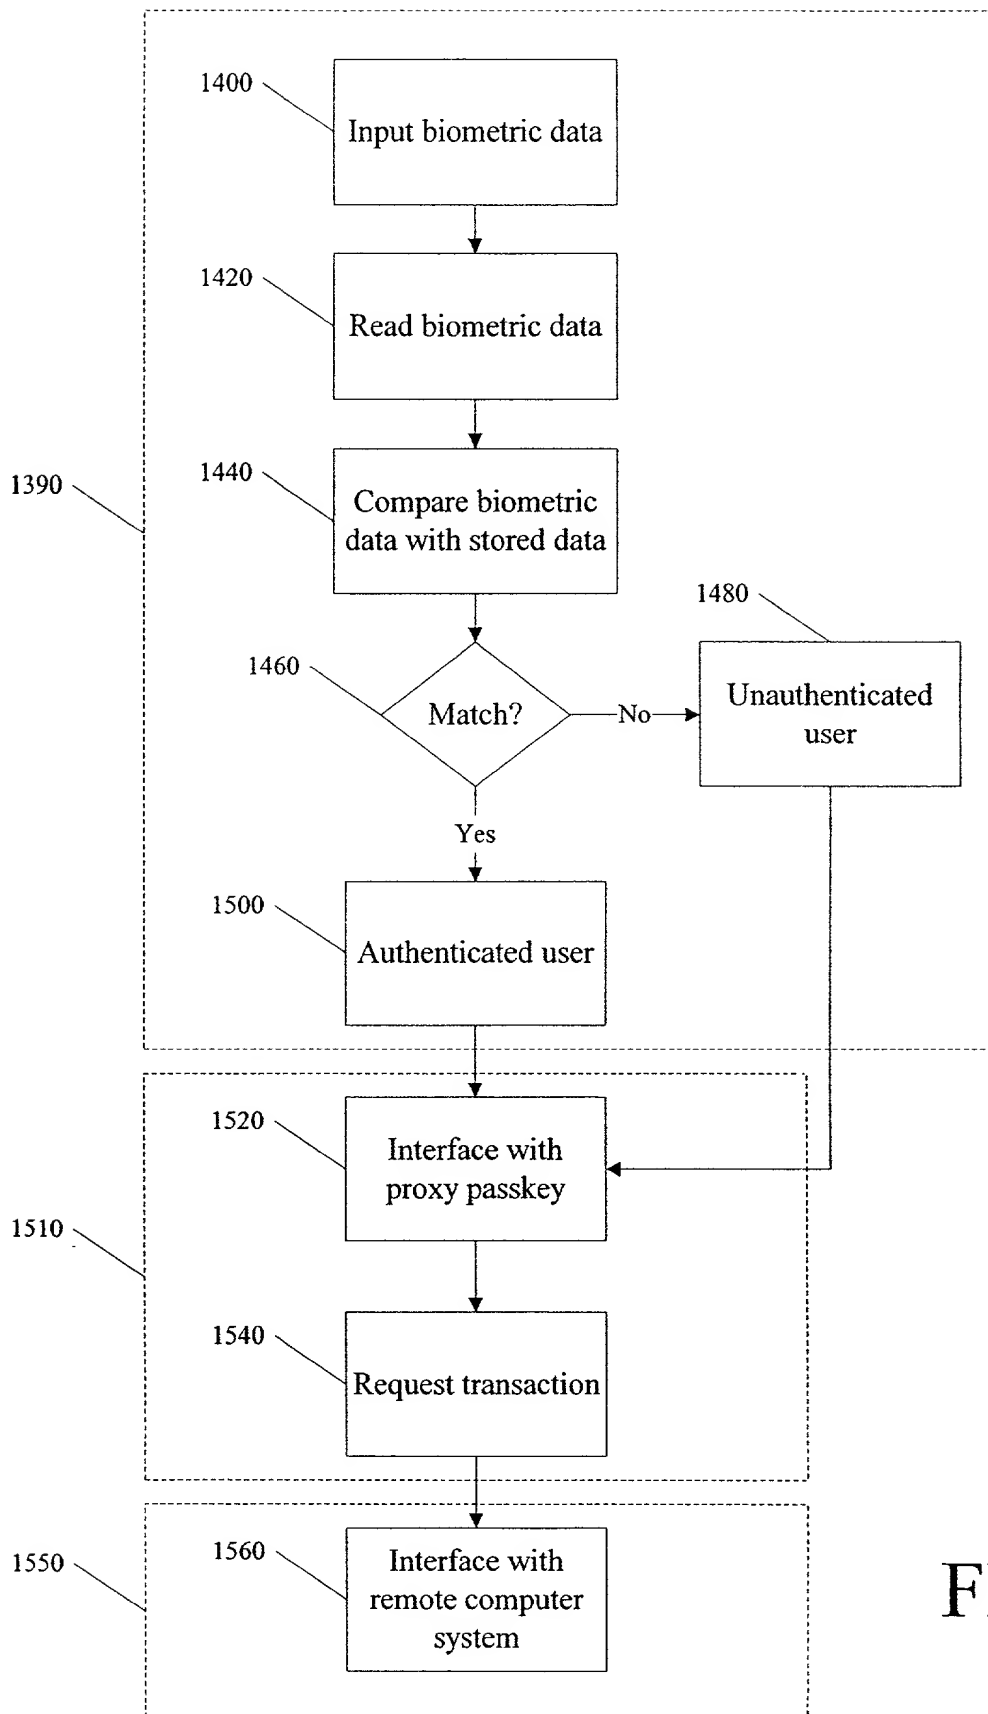 1400
Input biometric data
1420
Read biometric data
1390
1440
Compare biometric
data with stored data
1480
1460
Match?
No
Unauthenticated
user
Yes
1500
Authenticated user
1520
Interface with
proxy passkey
1510
1540
Request transaction
1550
1560
Interface with
remote computer
system